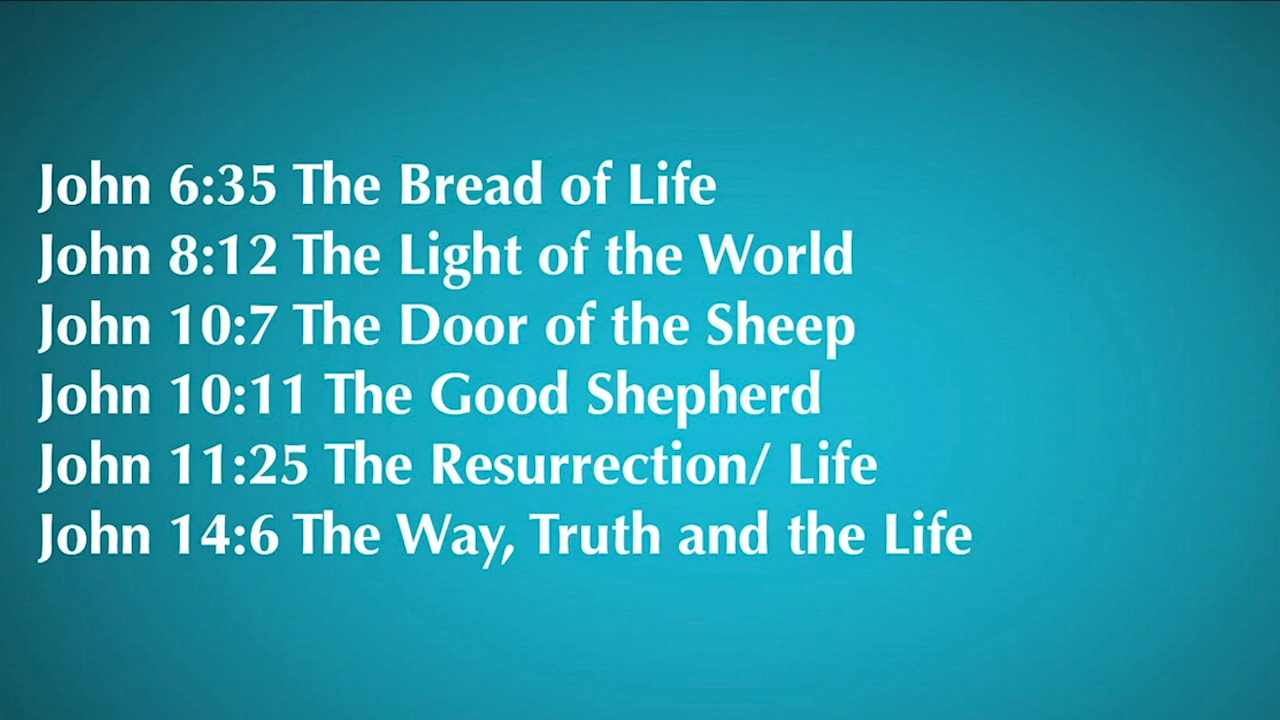 John 6:35 The Bread of Life
John 8:12 The Light of the World
John 10:7 The Door of the Sheep
John 10:11 The Good Shepherd
John 11:25 The Resurrection/ Life
John 14:6 The Way, Truth and the Life